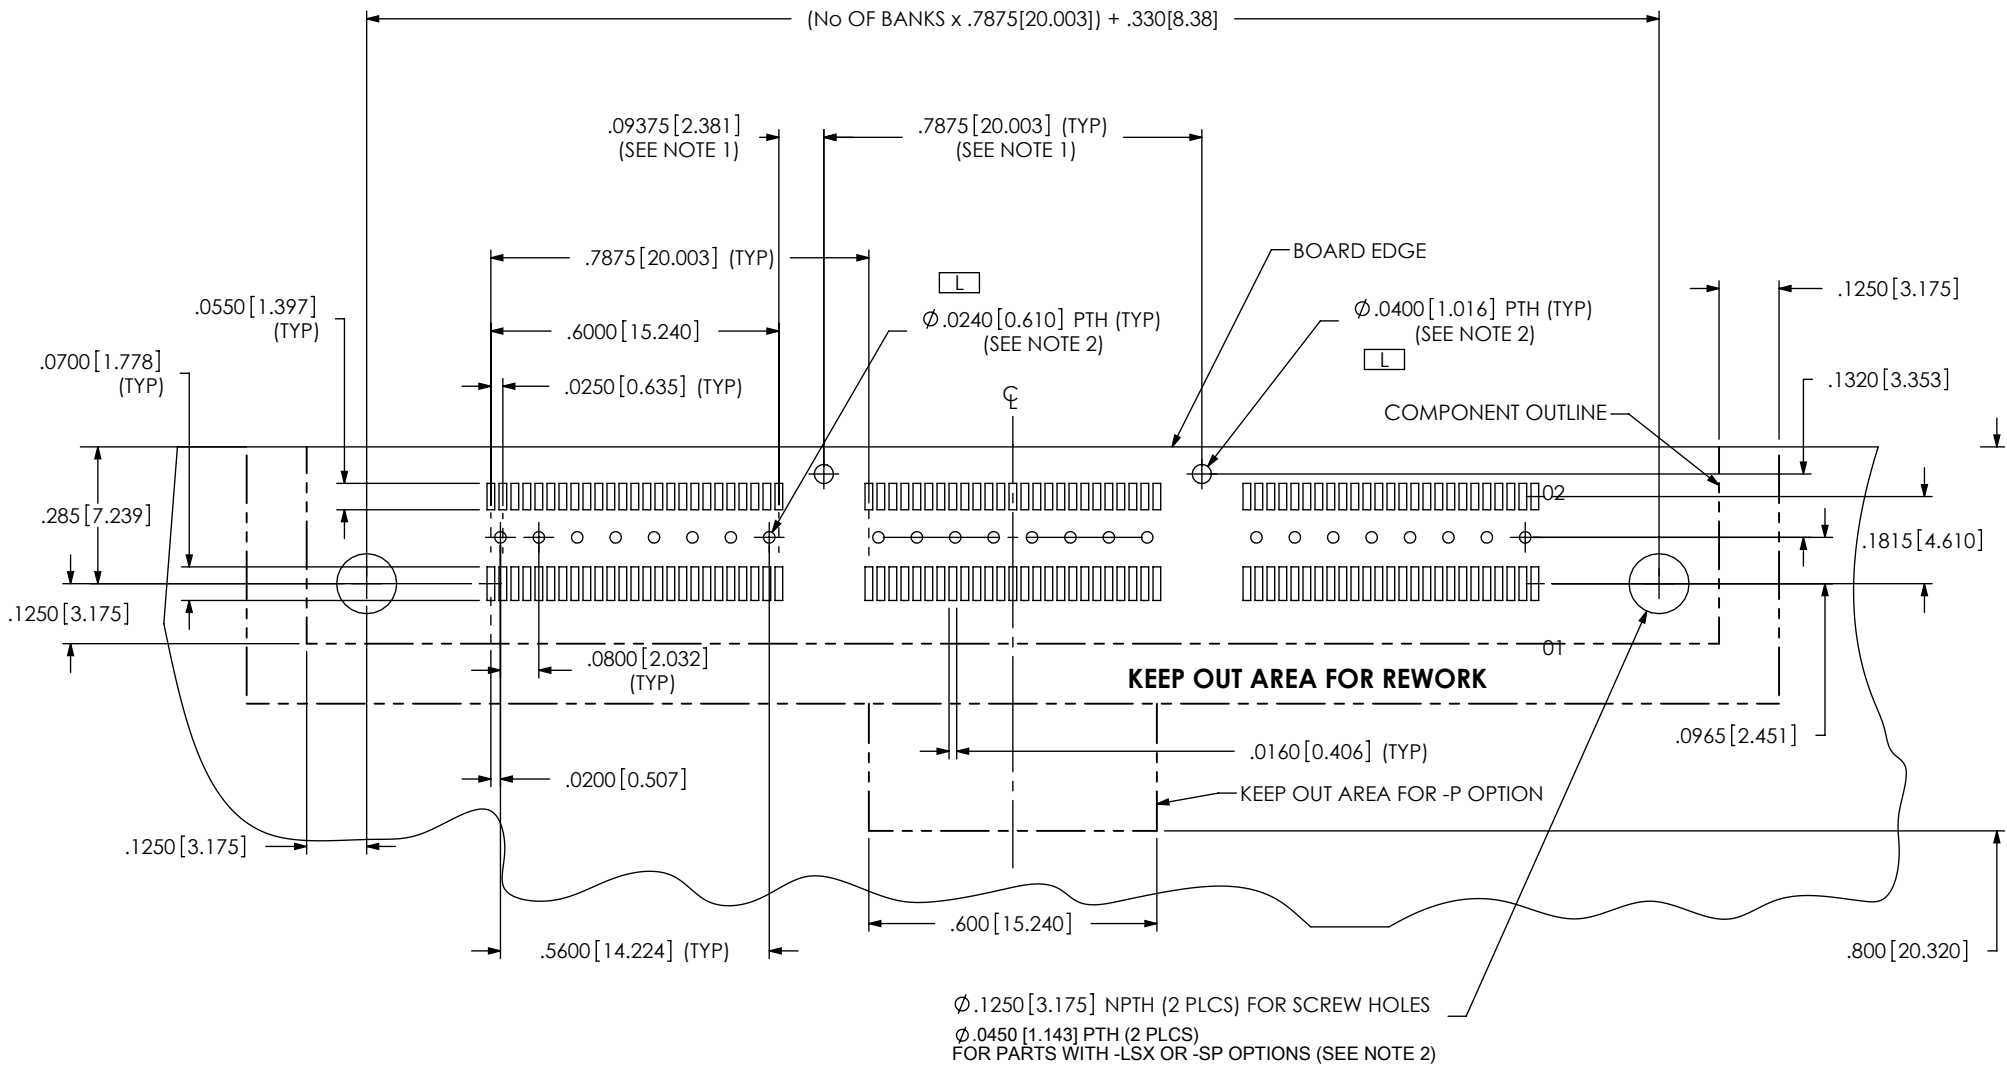 (No OF BANKS x .7875[20.003]) + .330[8.38]
.09375[2.381]
(SEE NOTE 1)
.7875[20.003] (TYP)
(SEE NOTE 1)
.7875[20.003] (TYP)
BOARD EDGE
L
.0550[1.397]
(TYP)
.6000[15.240]
Ø.0240[0.610] PTH (TYP)
(SEE NOTE 2)
Ø.0400[1.016] PTH (TYP)
(SEE NOTE 2)
L
.1250[3.175]
.0700[1.778]
(TYP)
.0250[0.635] (TYP)
℄
.1320[3.353]
COMPONENT OUTLINE
02
.285[7.239]
.1815[4.610]
.1250[3.175]
01
.0800[2.032]
(TYP)
KEEP OUT AREA FOR REWORK
.0965[2.451]
.0160[0.406] (TYP)
.0200[0.507]
KEEP OUT AREA FOR -P OPTION
.1250[3.175]
.600[15.240]
.5600[14.224] (TYP)
.800[20.320]
Ø.1250[3.175] NPTH (2 PLCS) FOR SCREW HOLES
Ø.0450 [1.143] PTH (2 PLCS)
FOR PARTS WITH -LSX OR -SP OPTIONS (SEE NOTE 2)